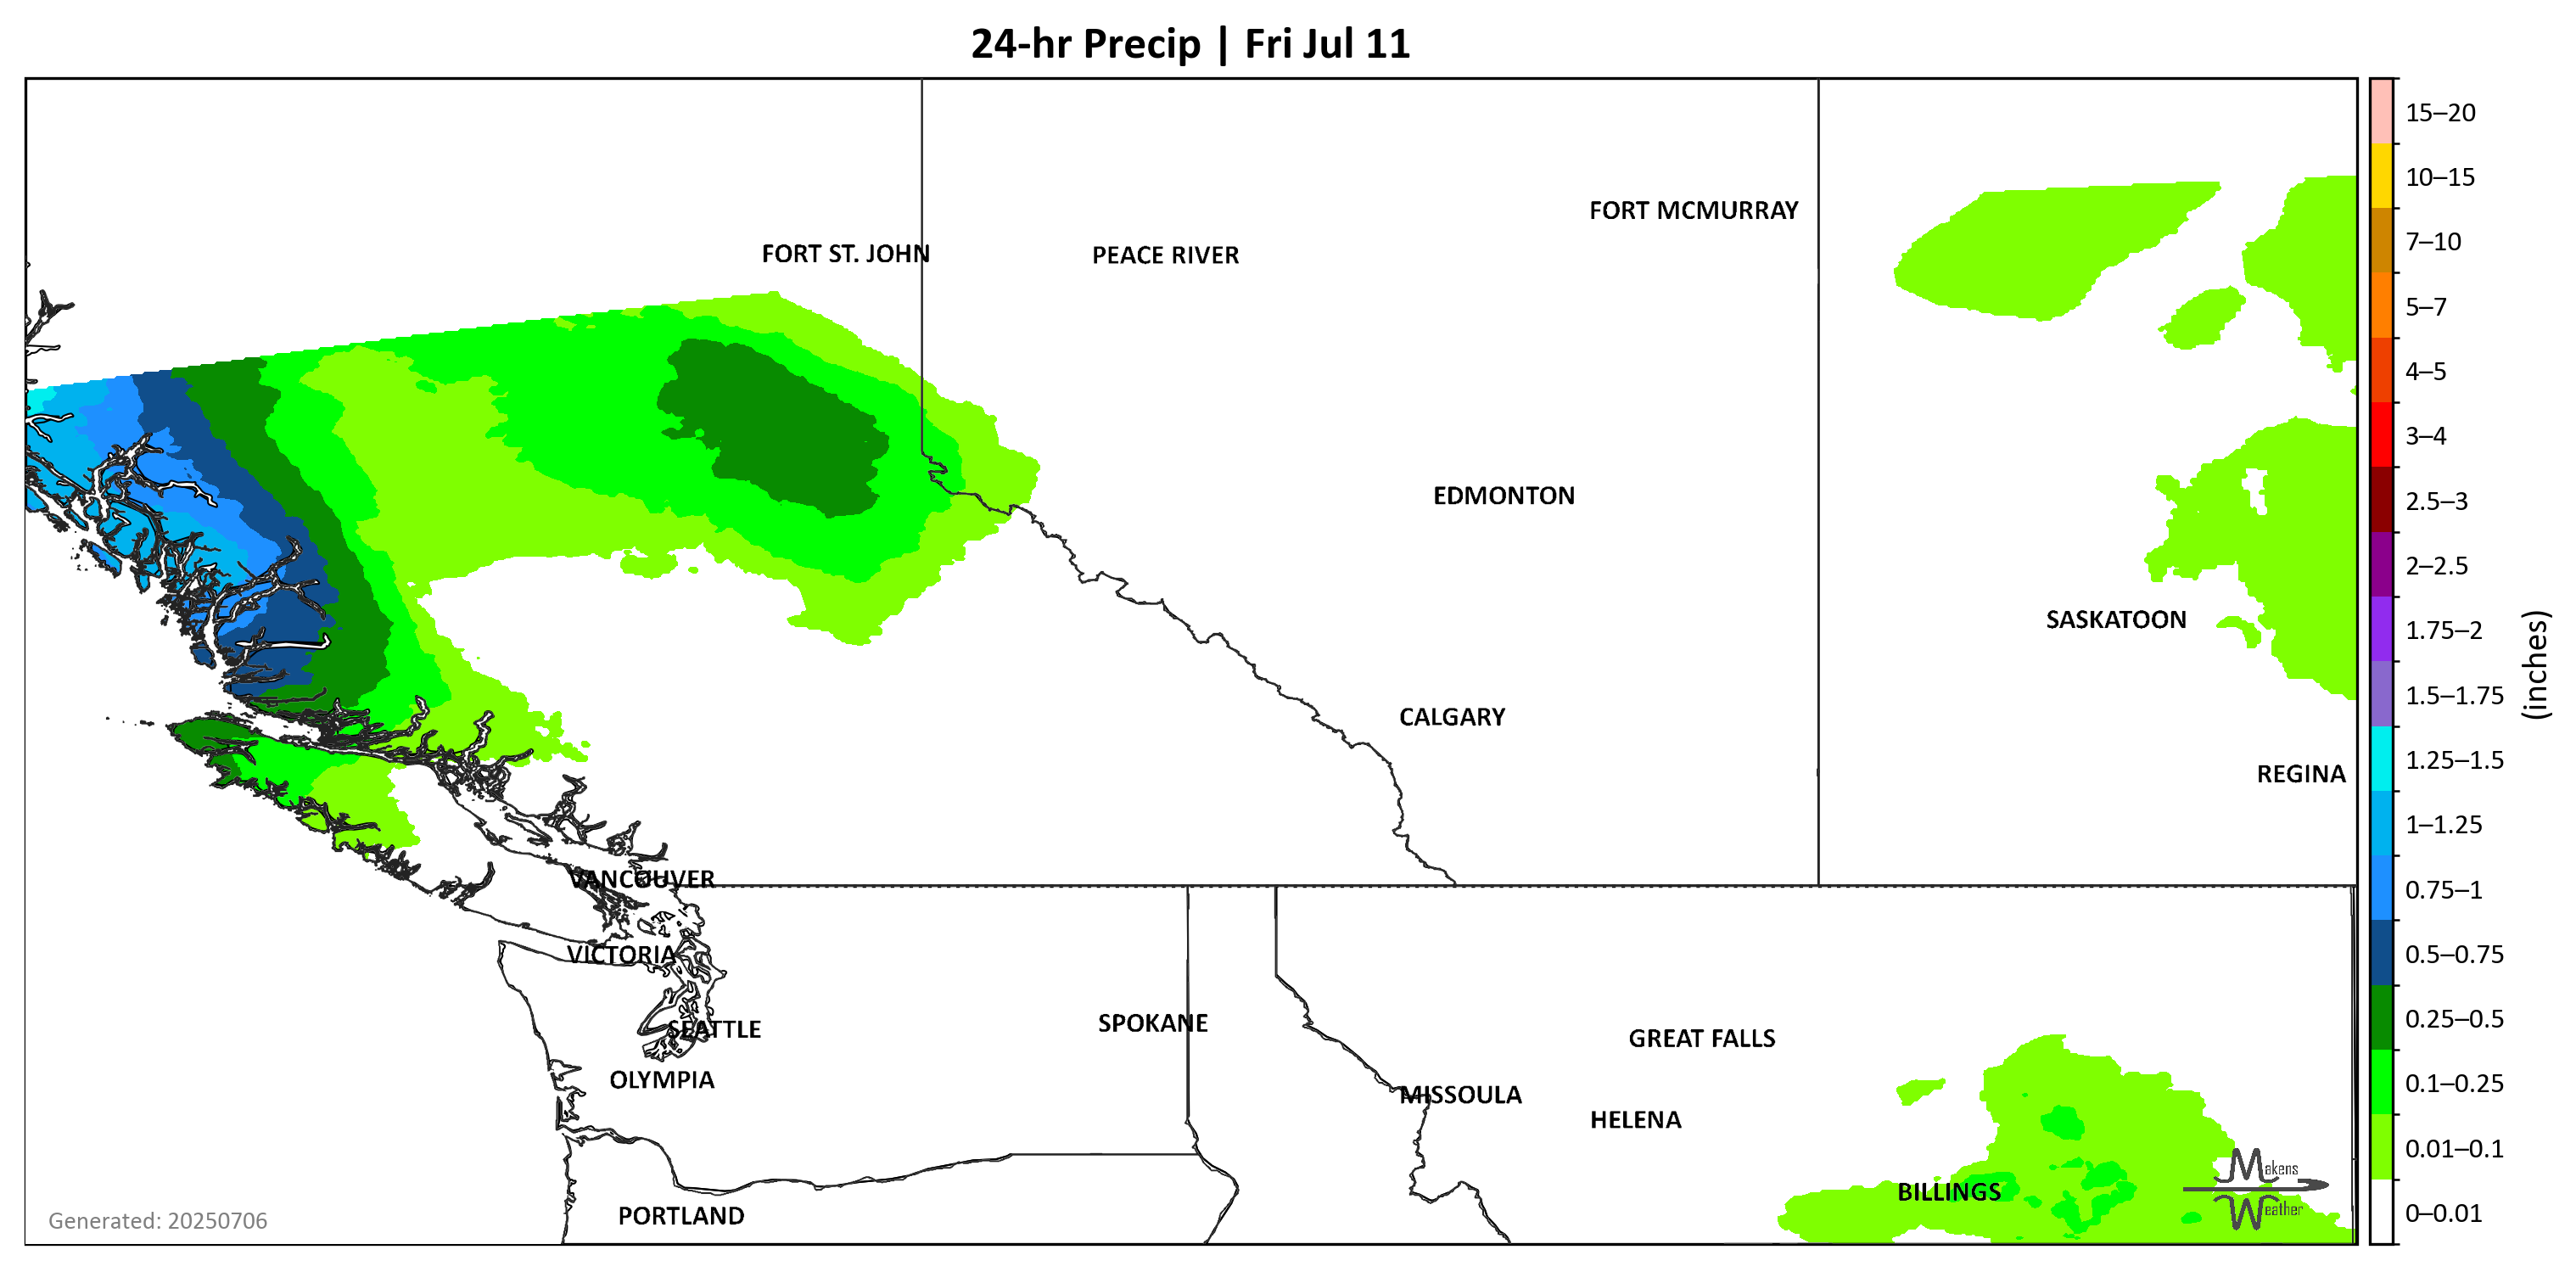 24-hr Precip | Fri Jul 11
FORT MCMURRAY
FORT ST. JOHN
PEACE RIVER
EDMONTON
SASKATOON
CALGARY
REGINA
VANCOUVER
VICTORIA
SPOKANE
SEATTLE
GREAT FALLS
OLYMPIA
MISSOULA
HELENA
BILLINGS
PORTLAND
Makens
Weather
Generated: 20250706
15–20
10–15
7–10
5–7
4–5
3–4
2.5–3
2–2.5
1.75–2
1.5–1.75
1.25–1.5
1–1.25
0.75–1
0.5–0.75
0.25–0.5
0.1–0.25
0.01–0.1
0–0.01
(inches)